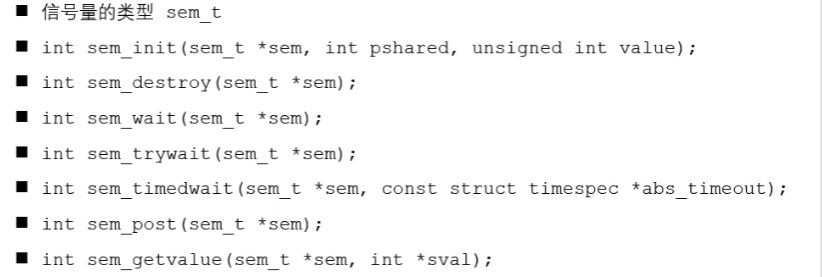 ■ 信号量的类型 sem_t
■ int sem_init(sem_t *sem, int pshared, unsigned int value);
■ int sem_destroy(sem_t *sem);
■ int sem_wait(sem_t *sem);
■ int sem_trywait(sem_t *sem);
■ int sem_timedwait(sem_t *sem, const struct timespec *abs_timeout);
■ int sem_post(sem_t *sem);
■ int sem_getvalue(sem_t *sem, int *sval);